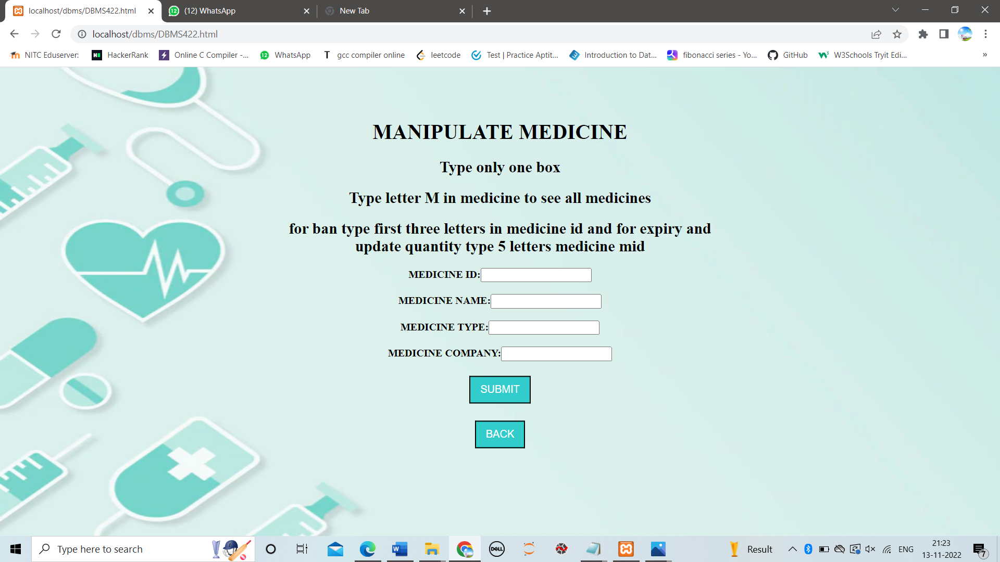 localhost/dbms/DBMS422.html
(12) WhatsApp
New Tab
localhost/dbms/DBMS422.html
NITC Eduserver:
HackerRank
Online C Compiler -...
WhatsApp
gcc compiler online
leetcode
Test | Practice Aptit...
Introduction to Dat...
fibonacci series - Yo...
GitHub
W3Schools Tryit Edi...
MANIPULATE MEDICINE
Type only one box
Type letter M in medicine to see all medicines
for ban type first three letters in medicine id and for expiry and
update quantity type 5 letters medicine mid
MEDICINE ID:
MEDICINE NAME:
MEDICINE TYPE:
MEDICINE COMPANY:
SUBMIT
BACK
Type here to search
Result
ENG
21:23
13-11-2022
7